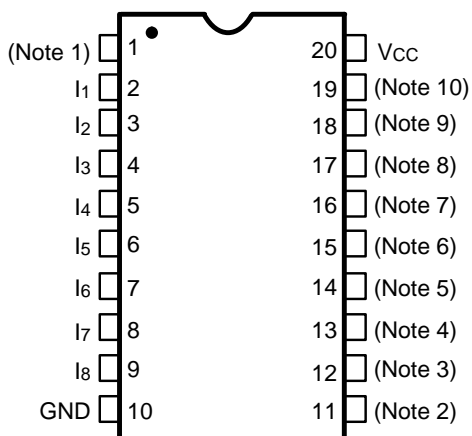 (Note 1) 1 20 VCC
I1 2 19 (Note 10)
I2 3 18 (Note 9)
I3 4 17 (Note 8)
I4 5 16 (Note 7)
I5 6 15 (Note 6)
I6 7 14 (Note 5)
I7 8 13 (Note 4)
I8 9 12 (Note 3)
GND 10 11 (Note 2)